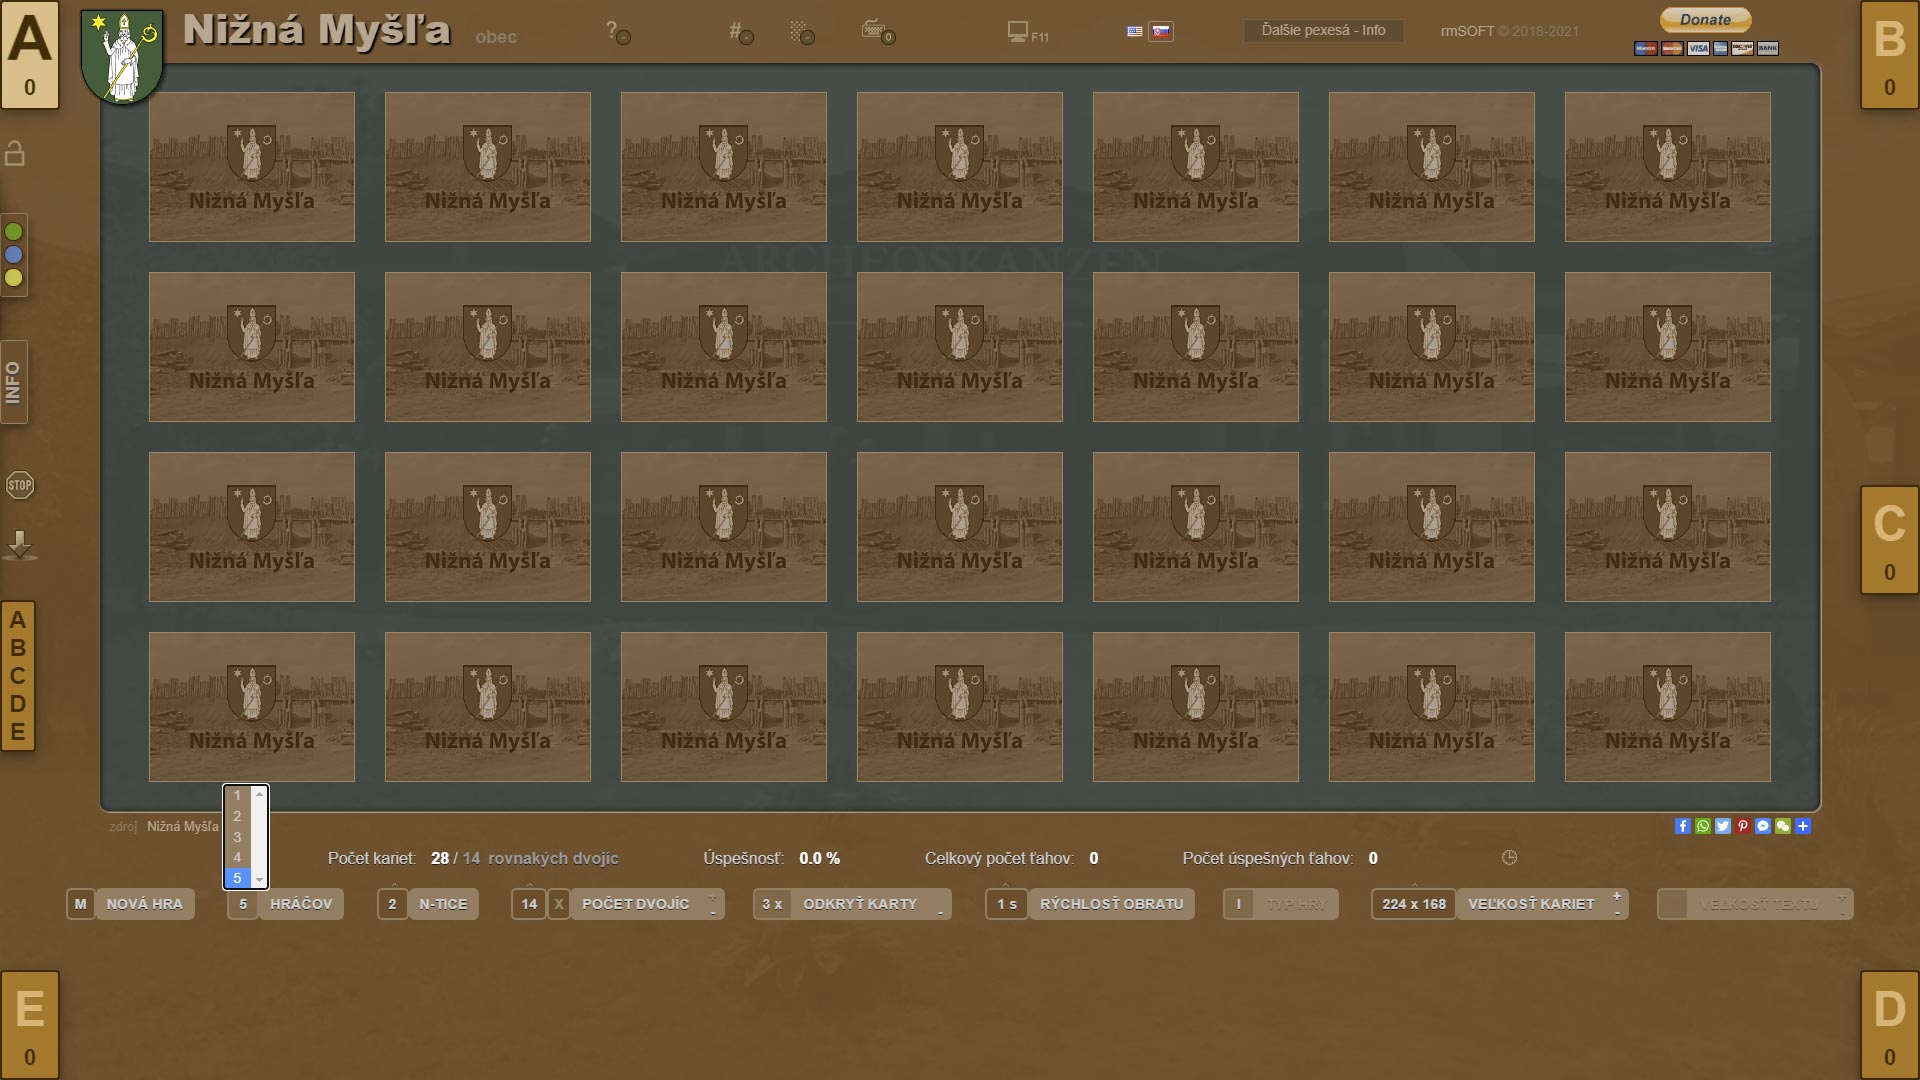 A
0
Nižná Myšľa obec
? -
# -
-
0
F11
Ďalšie pexesá - Info
rmSOFT © 2018-2021
Donate
VISA
BANK
B
0
ARCHEOSKANZEN
Nižná Myšľa Nižná Myšľa Nižná Myšľa Nižná Myšľa Nižná Myšľa Nižná Myšľa Nižná Myšľa
Nižná Myšľa Nižná Myšľa Nižná Myšľa Nižná Myšľa Nižná Myšľa Nižná Myšľa Nižná Myšľa
INFO
STOP
Nižná Myšľa Nižná Myšľa Nižná Myšľa Nižná Myšľa Nižná Myšľa Nižná Myšľa Nižná Myšľa
C
0
A
B
C
D
E
Nižná Myšľa Nižná Myšľa Nižná Myšľa Nižná Myšľa Nižná Myšľa Nižná Myšľa Nižná Myšľa
1
2
3
4
5
zdroj Nižná Myšľa
Počet kariet: 28 / 14 rovnakých dvojíc Úspešnosť: 0.0 % Celkový počet ťahov: 0 Počet úspešných ťahov: 0
M NOVÁ HRA 5 HRÁČOV 2 N-TICE 14 X POČET DVOJÍC + - 3 x ODKRYŤ KARTY - 1 s RÝCHLOSŤ OBRATU I TYP HRY 224 x 168 VEĽKOSŤ KARIET + - VEĽKOSŤ TEXTU + -
E
0
D
0